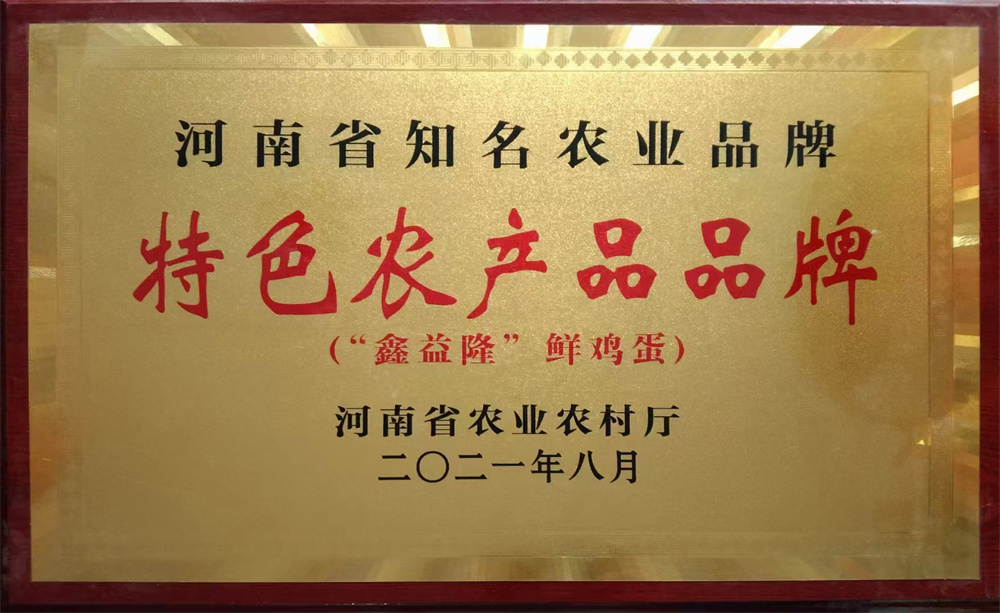 河南省知名农业品牌
特色农产品品牌
（“鑫益隆”鲜鸡蛋）
河南省农业农村厅
二〇二一年八月